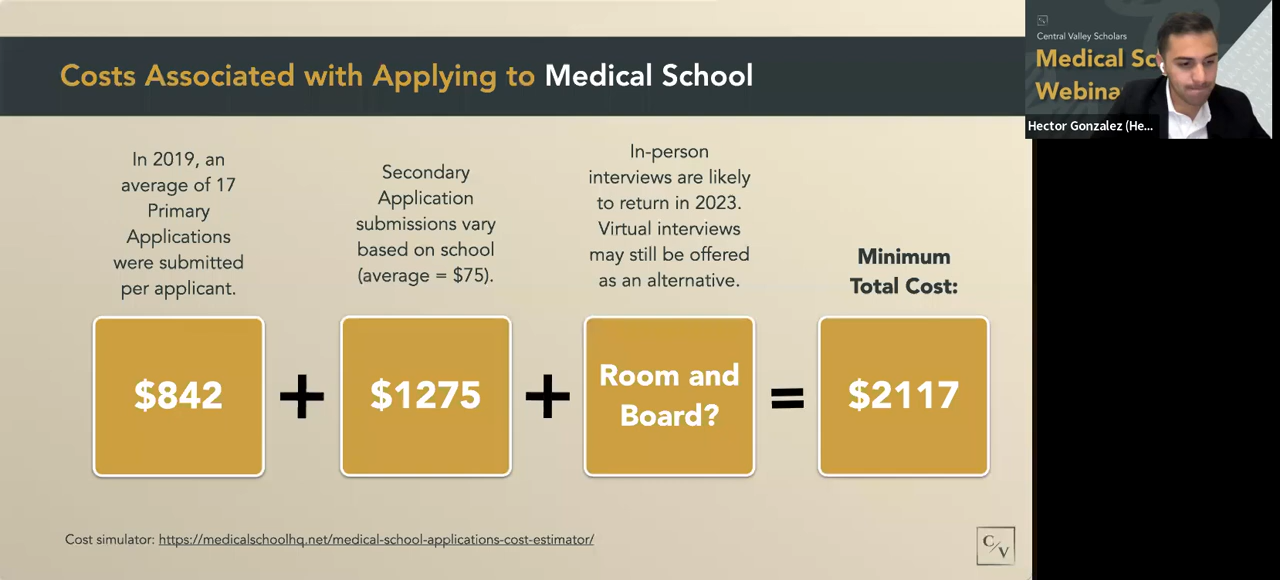 Costs Associated with Applying to Medical School
In 2019, an
average of 17
Primary
Applications
were submitted
per applicant.
$842
+
Secondary
Application
submissions vary
based on school
(average = $75).
$1275
+
In-person
interviews are likely
to return in 2023.
Virtual interviews
may still be offered
as an alternative.
Room and
Board?
=
Minimum
Total Cost:
$2117
Cost simulator: https://medicalschoolhq.net/medical-school-applications-cost-estimator/
C/V
Central Valley Scholars
Medical Sc
Webina
Hector Gonzalez (He...